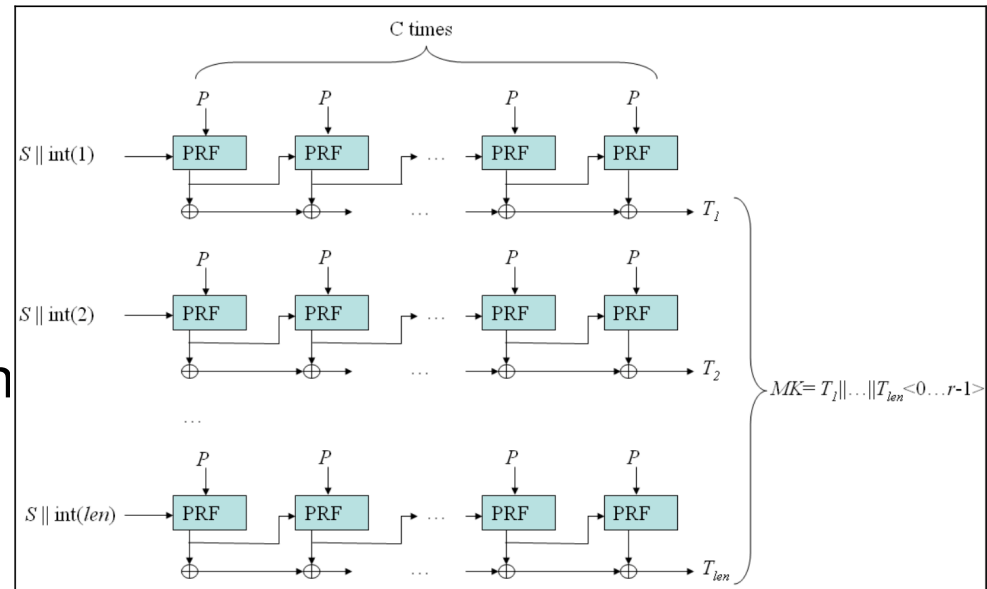 C times
P P P P
S || int(1) PRF PRF … PRF PRF
… T₁
P P P P
S || int(2) PRF PRF … PRF PRF
… T₂
n
MK= T₁||…||Tₗₑₙ<0…r-1>
…
P P P P
S || int(len) PRF PRF … PRF PRF
… Tₗₑₙ